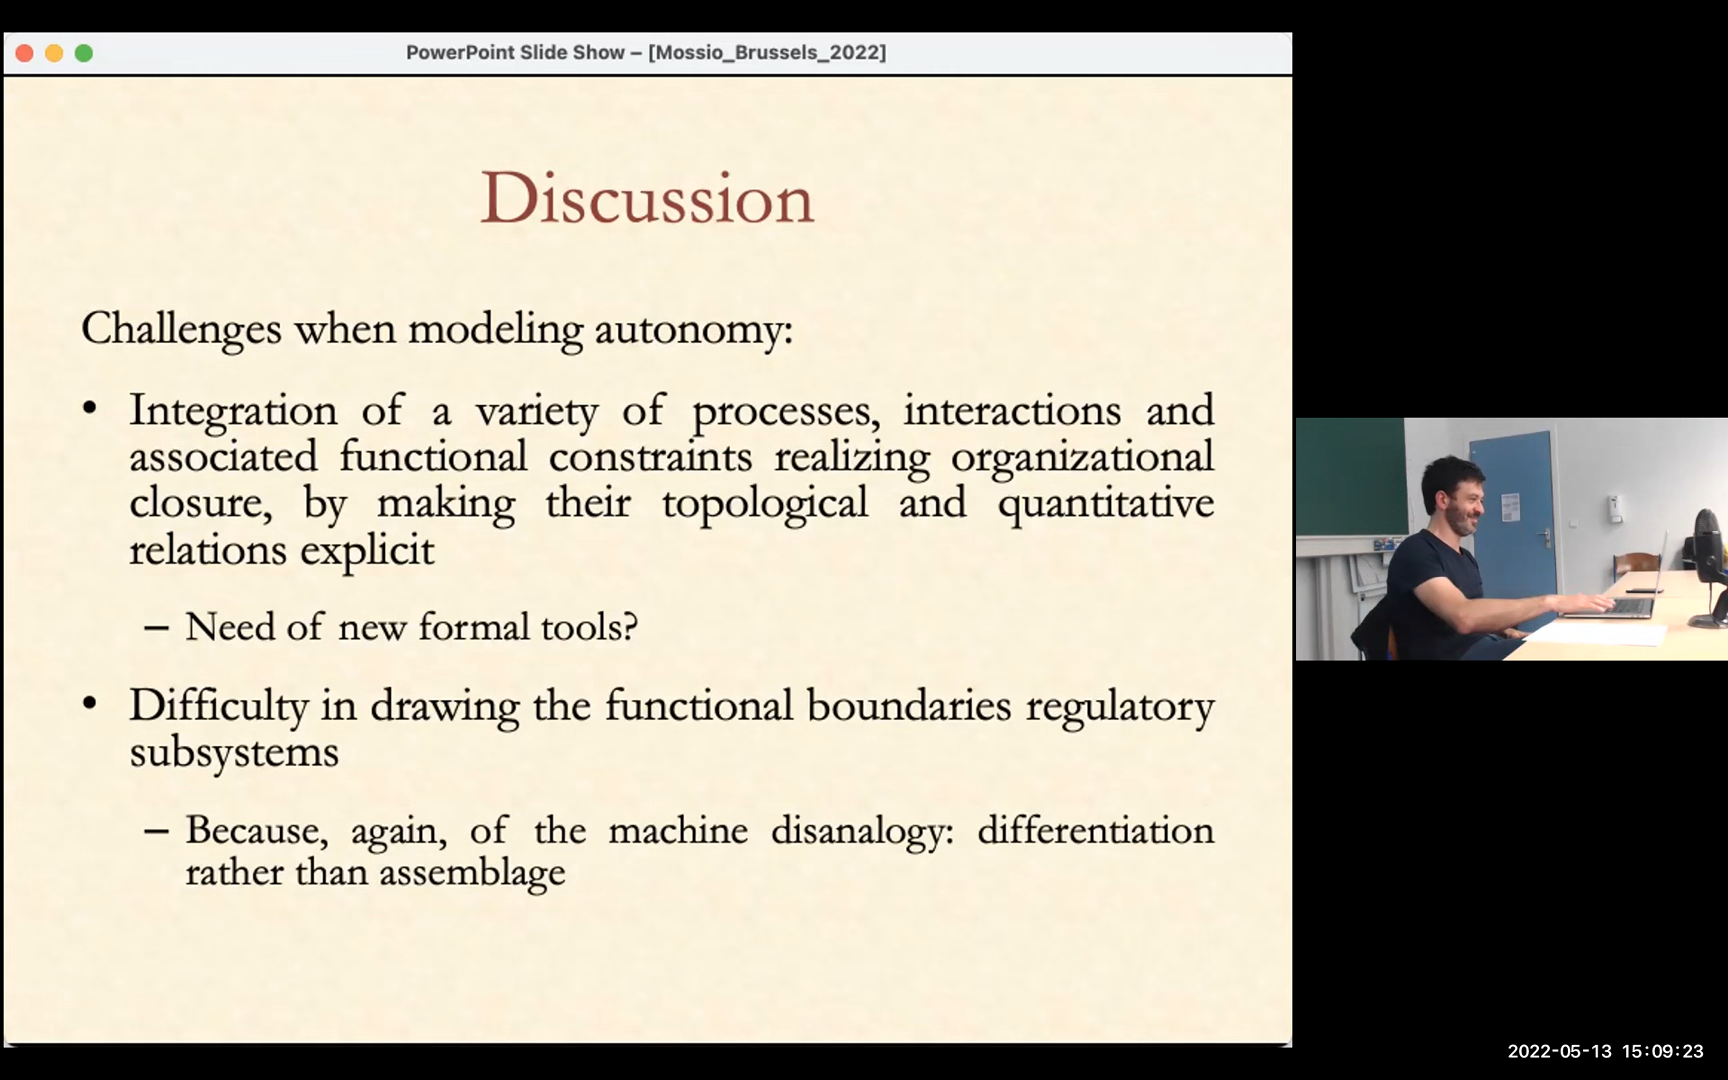 PowerPoint Slide Show – [Mossio_Brussels_2022]
Discussion
Challenges when modeling autonomy:
• Integration of a variety of processes, interactions and
associated functional constraints realizing organizational
closure, by making their topological and quantitative
relations explicit
– Need of new formal tools?
• Difficulty in drawing the functional boundaries regulatory
subsystems
– Because, again, of the machine disanalogy: differentiation
rather than assemblage
2022-05-13 15:09:23